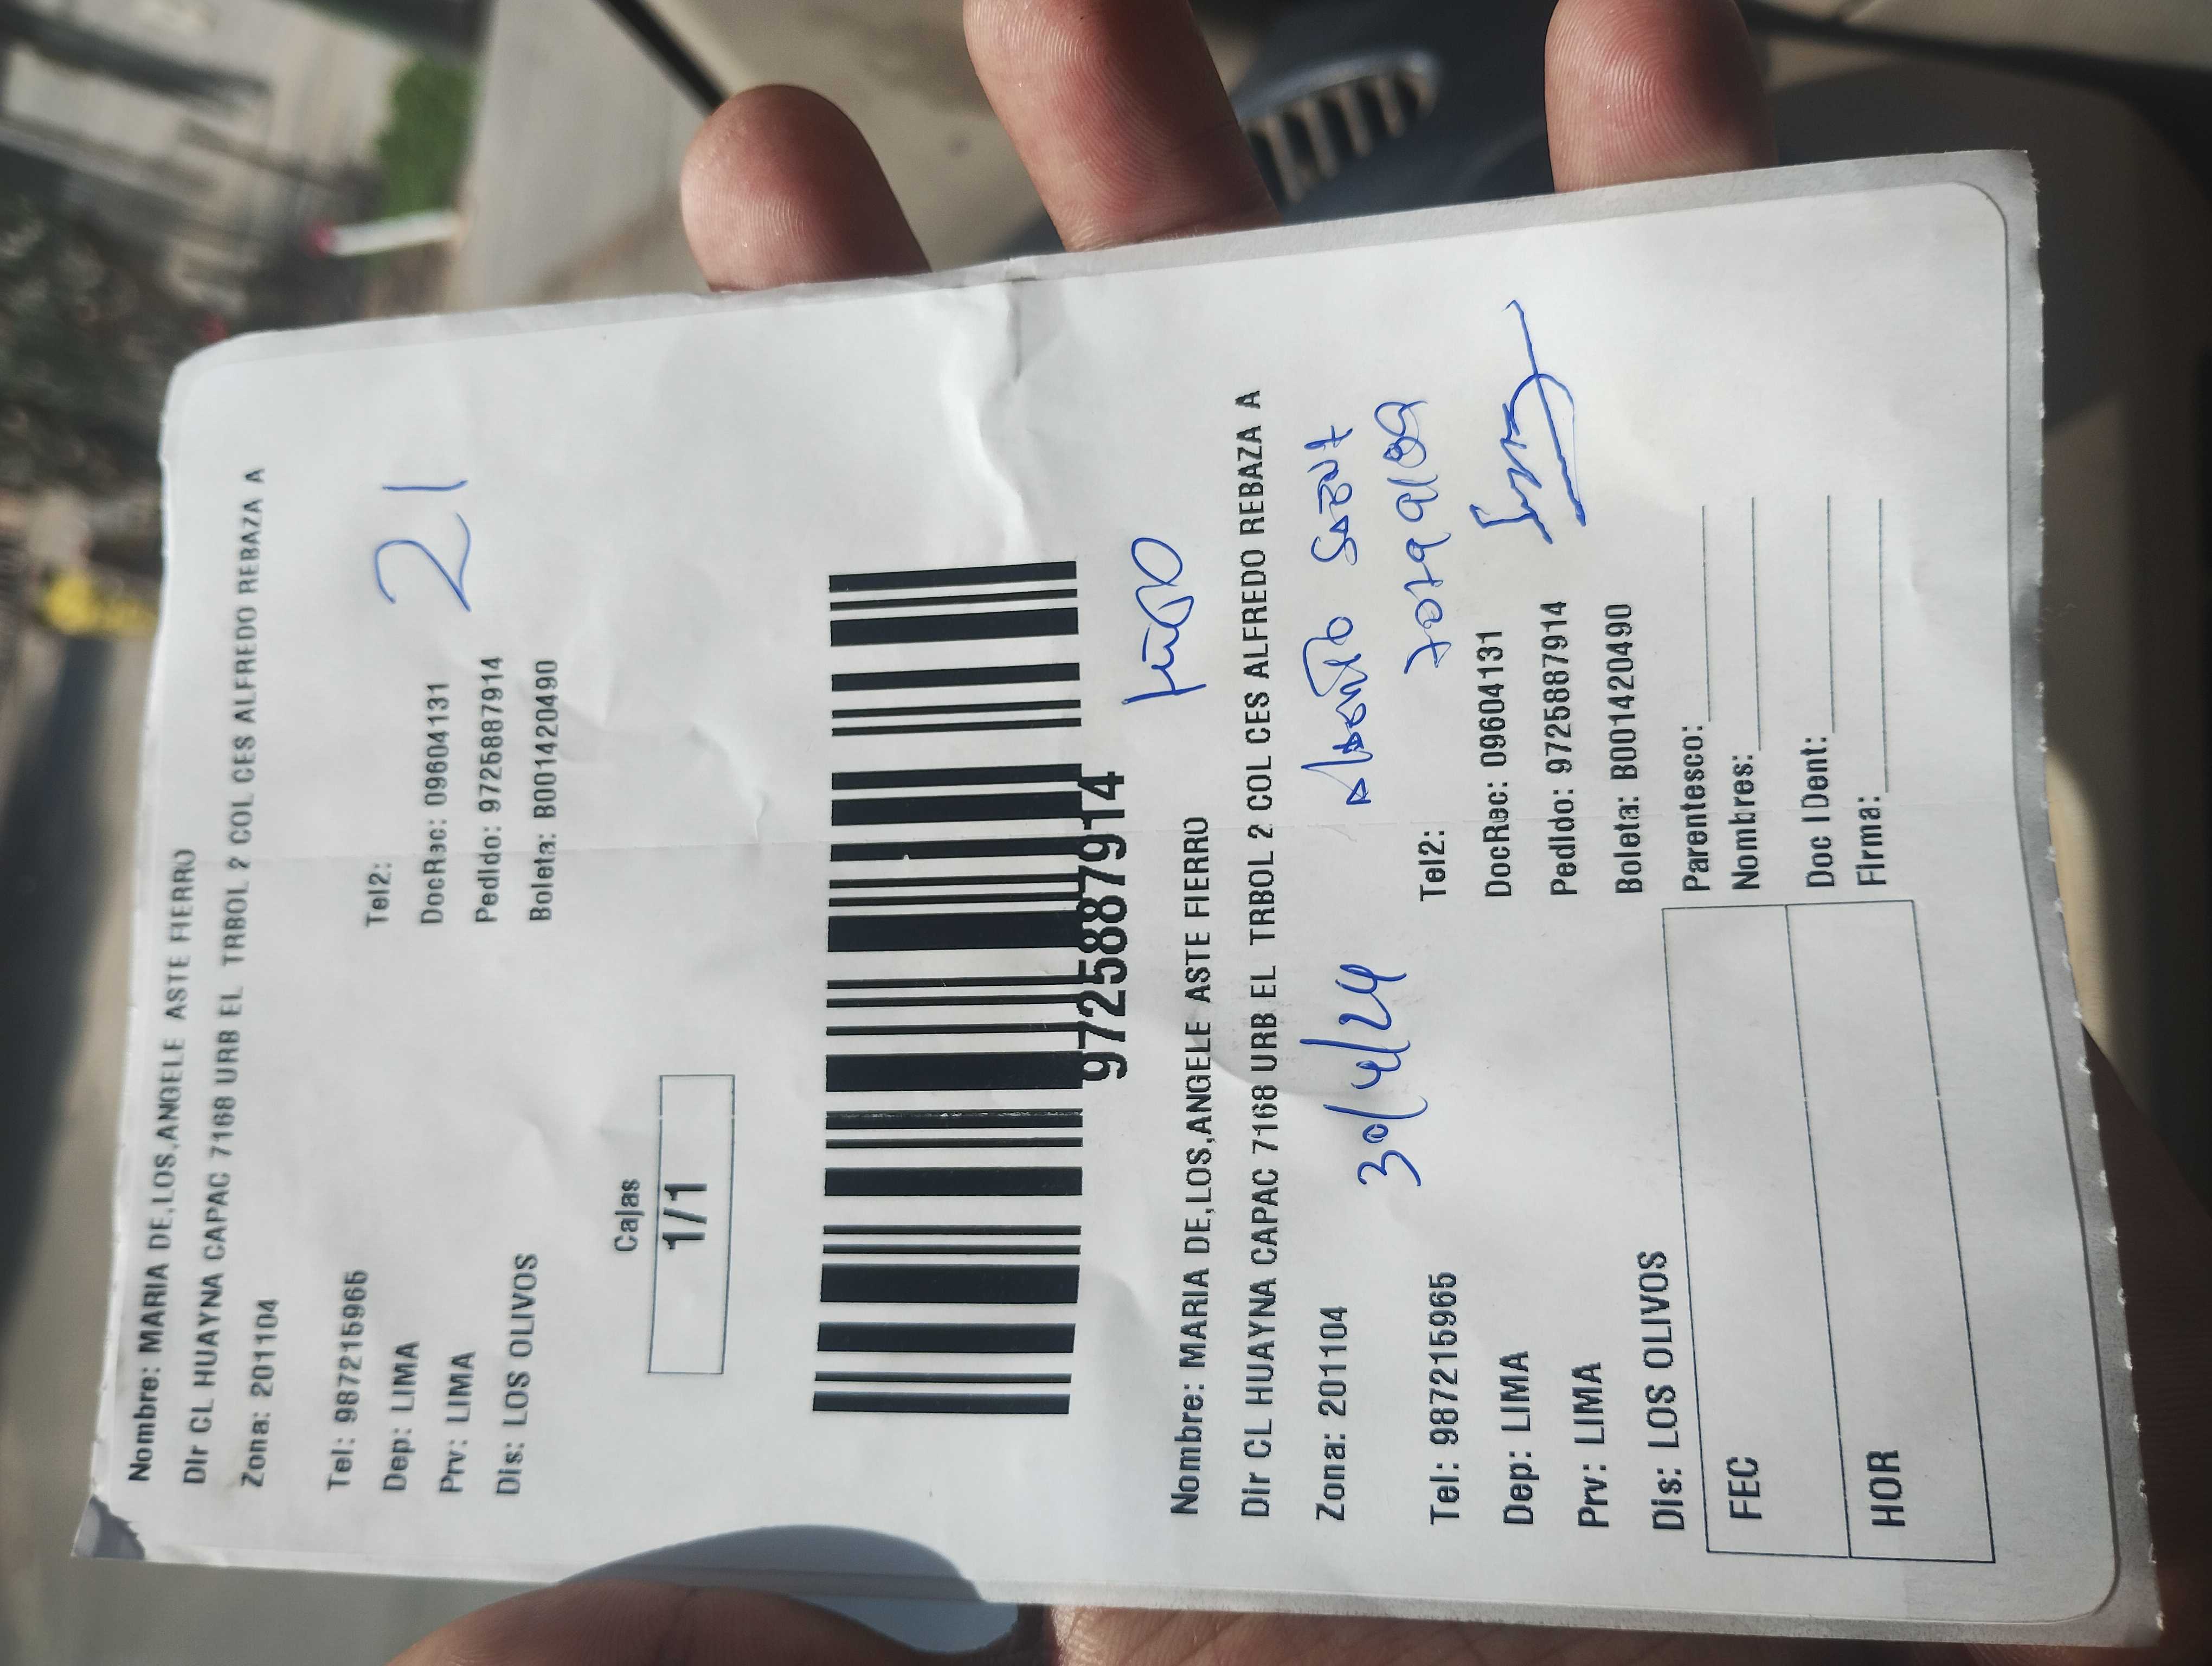 Nombre: MARIA DE,LOS,ANGELE ASTE FIERRO
Dir CL HUAYNA CAPAC 7168 URB EL TRBOL 2 COL CES ALFREDO REBAZA A
Zona: 201104
Tel: 987215965 Tel2:
Dep: LIMA DocRec: 09604131
Prv: LIMA Pedido: 972588791​4
Dis: LOS OLIVOS Boleta: B001420490
21
Cajas
1/1
9725887914
Nombre: MARIA DE,LOS,ANGELE ASTE FIERRO
Dir CL HUAYNA CAPAC 7168 URB EL TRBOL 2 COL CES ALFREDO REBAZA A
Zona: 201104
30/4/24
Tel: 987215965 Tel2:
Dep: LIMA DocRec: 09604131
Prv: LIMA Pedido: 9725887914
Dis: LOS OLIVOS Boleta: B001420490
FEC
HOR
Parentesco:
Nombres:
Doc IDent:
Firma: